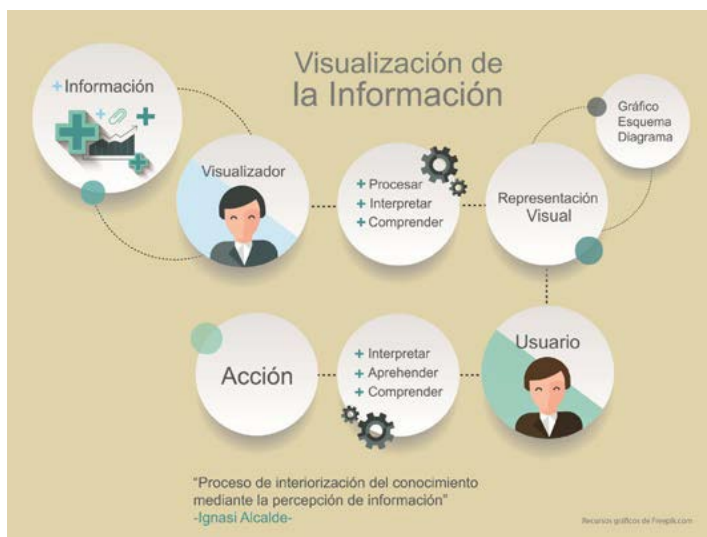 Visualización de
la Información
+Información
Visualizador
+ Procesar
+ Interpretar
+ Comprender
Representación
Visual
Gráfico
Esquema
Diagrama
Usuario
+ Interpretar
+ Aprehender
+ Comprender
Acción
“Proceso de interiorización del conocimiento
mediante la percepción de información”
-Ignasi Alcalde-
Recursos gráficos de Freepik.com